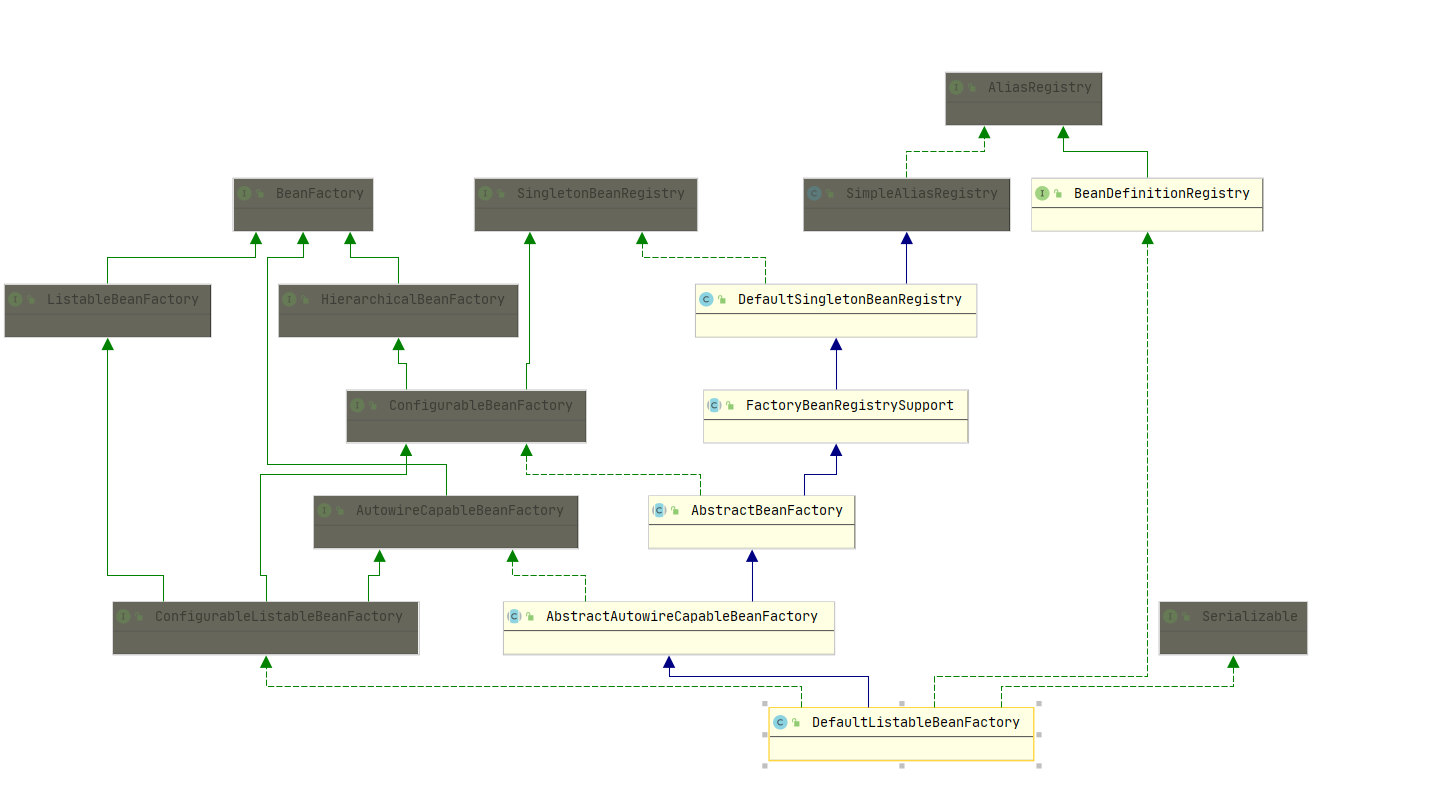 AliasRegistry
BeanFactory
SingletonBeanRegistry
SimpleAliasRegistry
BeanDefinitionRegistry
ListableBeanFactory
HierarchicalBeanFactory
DefaultSingletonBeanRegistry
ConfigurableBeanFactory
FactoryBeanRegistrySupport
AutowireCapableBeanFactory
AbstractBeanFactory
ConfigurableListableBeanFactory
AbstractAutowireCapableBeanFactory
Serializable
DefaultListableBeanFactory